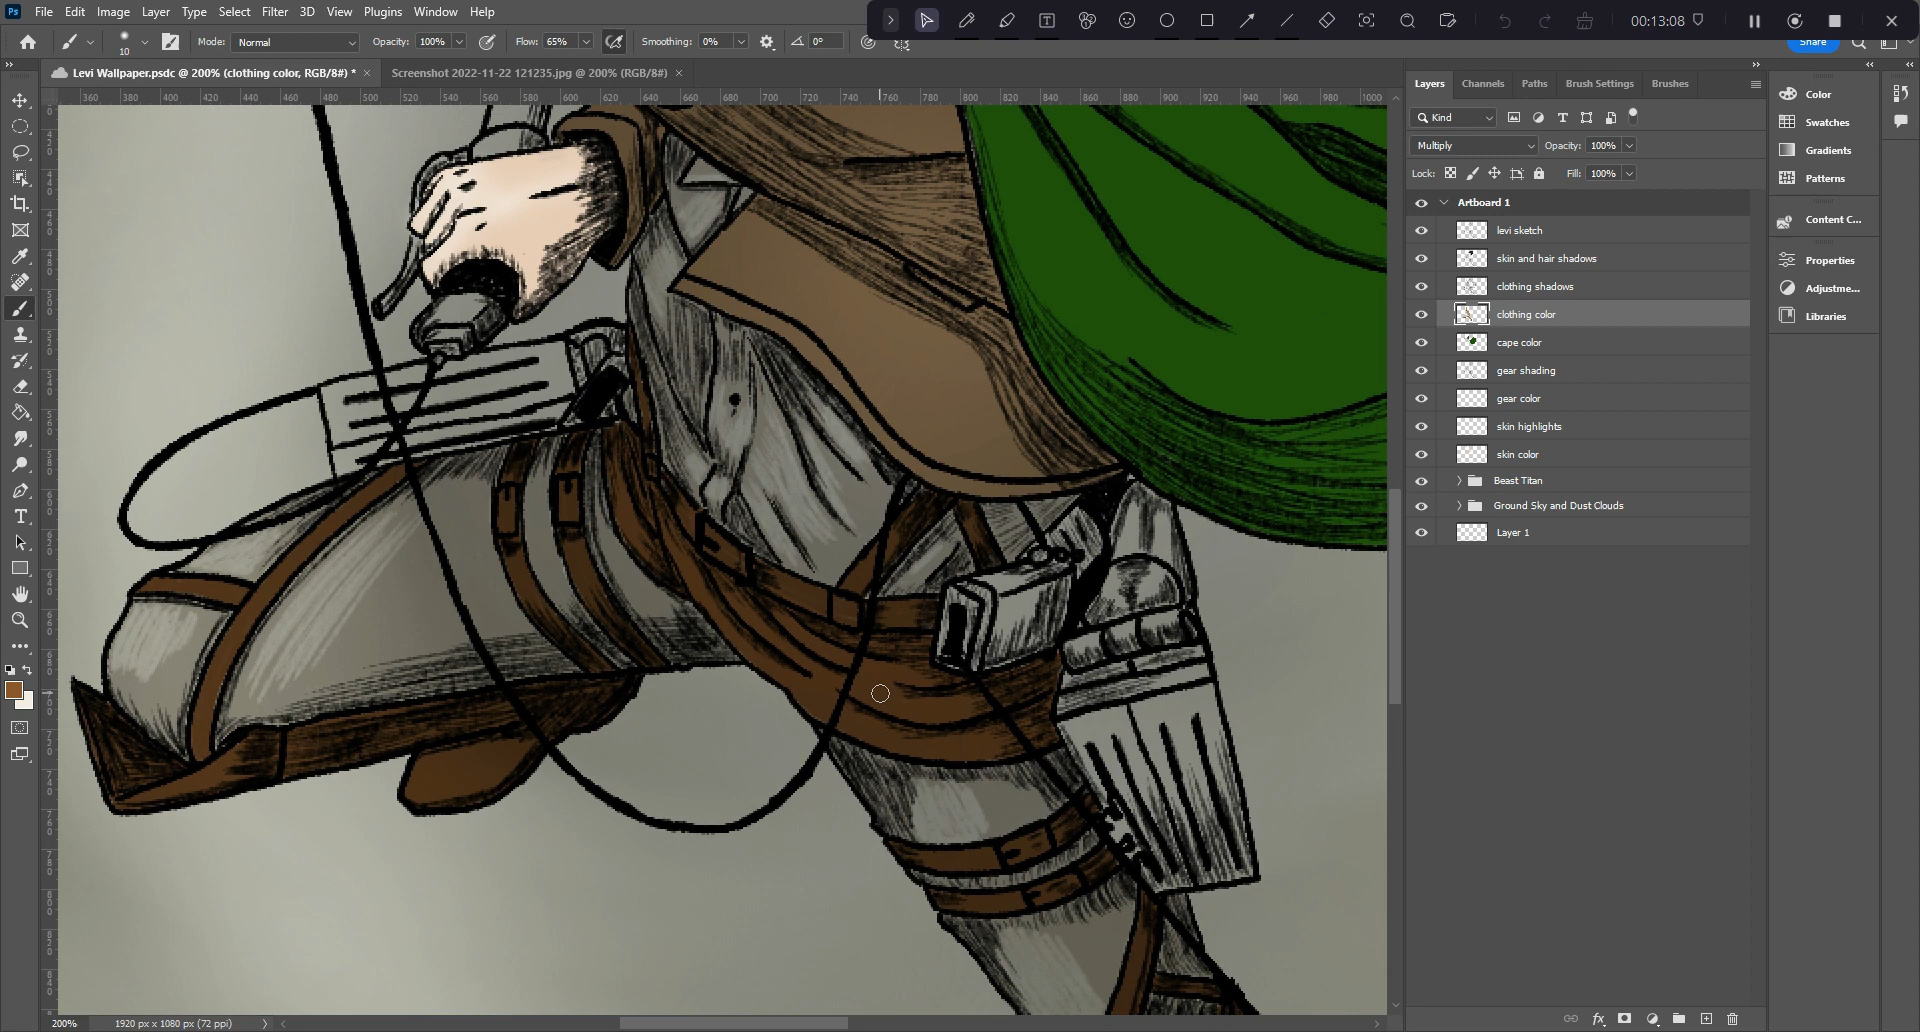 Ps File Edit Image Layer Type Select Filter 3D View Plugins Window Help
00:13:08
10 Mode: Normal Opacity: 100% Flow: 65% Smoothing: 0% 0° Share
Levi Wallpaper.psdc @ 200% (clothing color, RGB/8#) *
Screenshot 2022-11-22 121235.jpg @ 200% (RGB/8#)
360 380 400 420 440 460 480 500 520 540 560 580 600 620 640 660 680 700 720 740 760 780 800 820 840 860 880 900 920 940 960 980 1000
Layers Channels Paths Brush Settings Brushes
Kind
Multiply Opacity: 100%
Lock: Fill: 100%
Artboard 1
levi sketch
skin and hair shadows
clothing shadows
clothing color
cape color
gear shading
gear color
skin highlights
skin color
Beast Titan
Ground Sky and Dust Clouds
Layer 1
Color
Swatches
Gradients
Patterns
Content C...
Properties
Adjustme...
Libraries
fx
200% 1920 px x 1080 px (72 ppi)